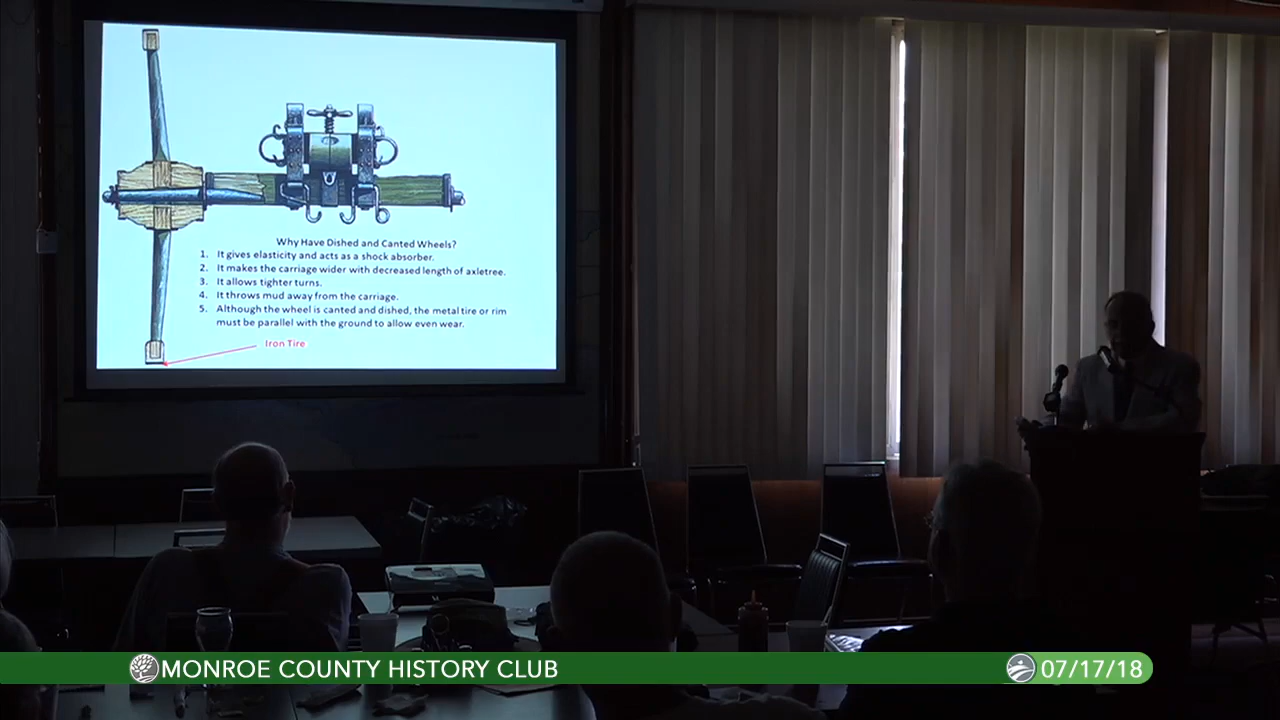 Why Have Dished and Canted Wheels?
1. It gives elasticity and acts as a shock absorber.
2. It makes the carriage wider with decreased length of axletree.
3. It allows tighter turns.
4. It throws mud away from the carriage.
5. Although the wheel is canted and dished, the metal tire or rim
must be parallel with the ground to allow even wear.
Iron Tire
MONROE COUNTY HISTORY CLUB
07/17/18